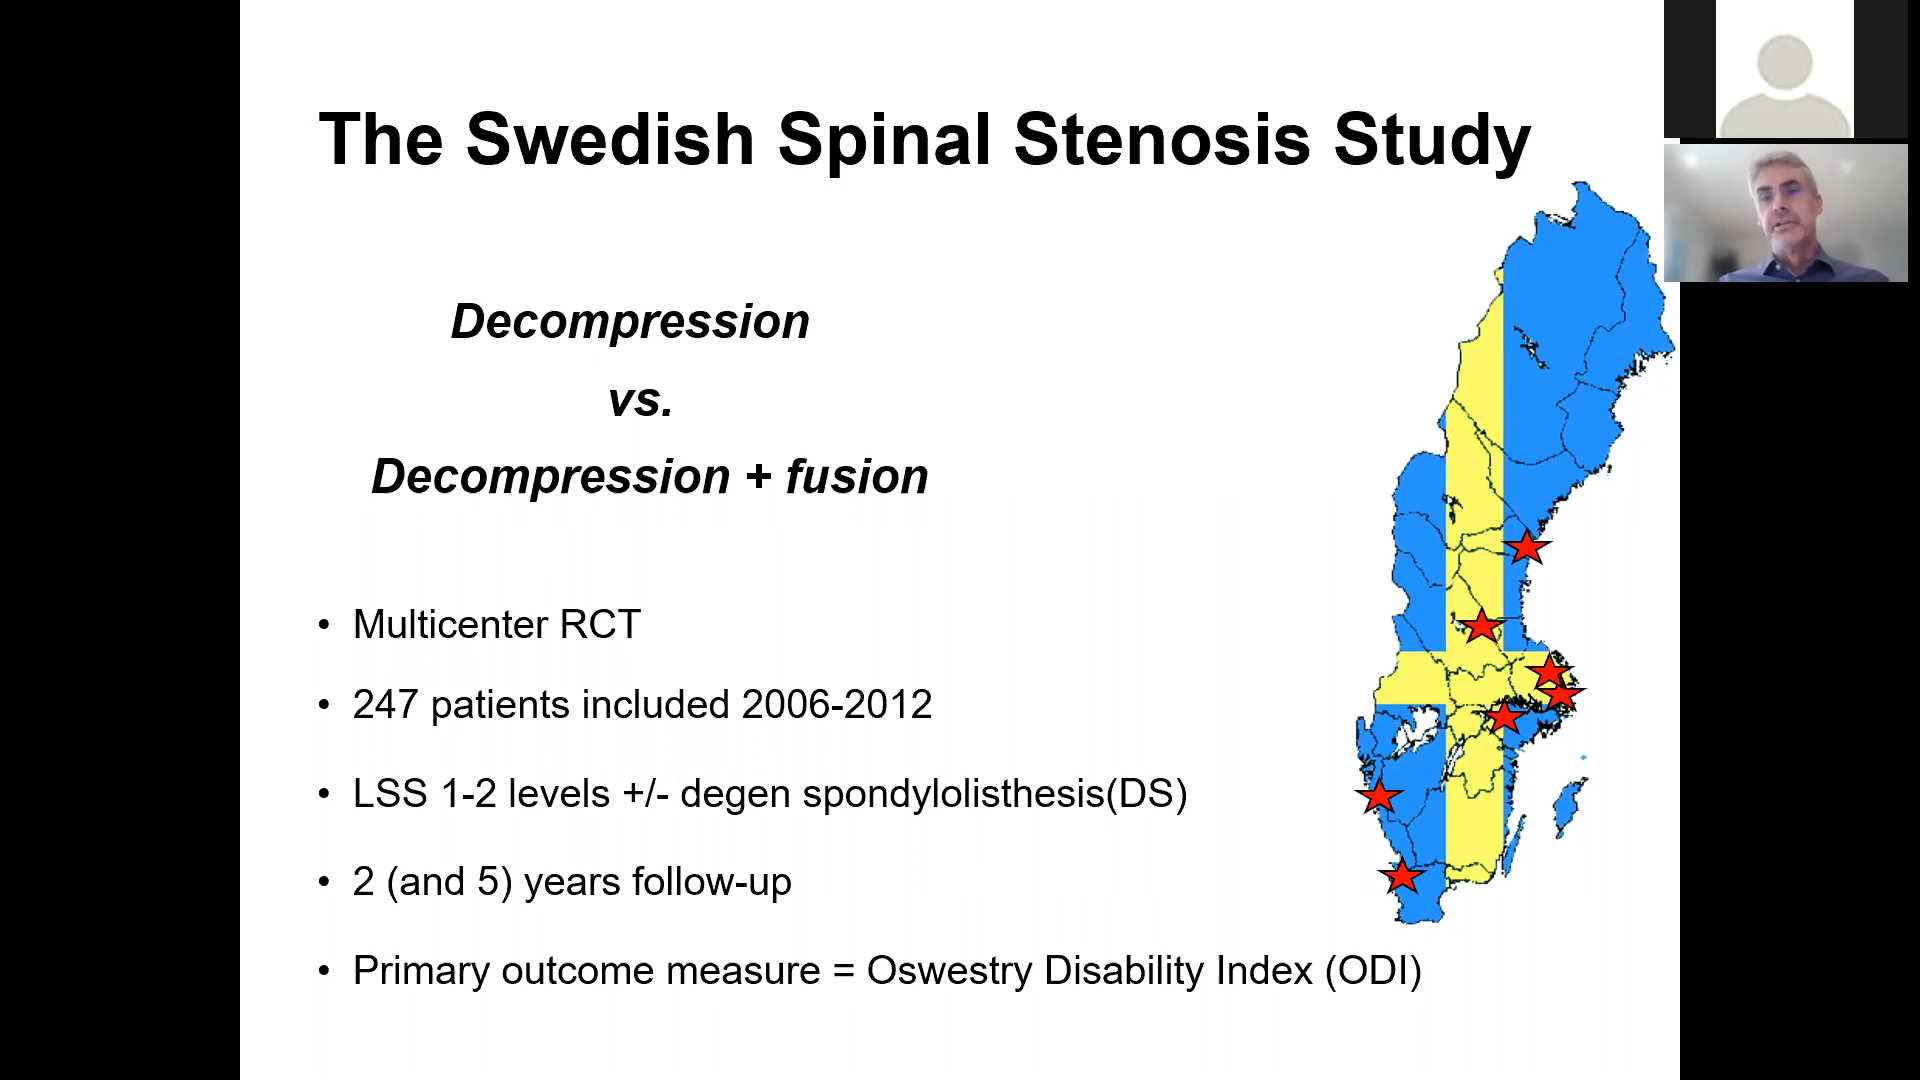 The Swedish Spinal Stenosis Study
Decompression
vs.
Decompression + fusion
• Multicenter RCT
• 247 patients included 2006-2012
• LSS 1-2 levels +/- degen spondylolisthesis(DS)
• 2 (and 5) years follow-up
• Primary outcome measure = Oswestry Disability Index (ODI)